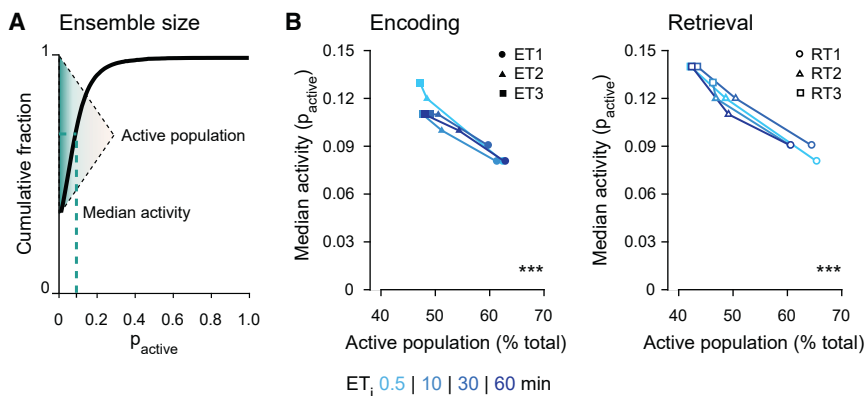 A Ensemble size
1
0
Cumulative fraction
Active population
Median activity
0 0.2 0.4 0.6 0.8 1.0
pactive
B Encoding
0.15
0.12
0.09
0.06
0.03
0
Median activity (pactive)
ET1
ET2
ET3
***
40 50 60 70
Active population (% total)
Retrieval
0.15
0.12
0.09
0.06
0.03
0
Median activity (pactive)
RT1
RT2
RT3
***
40 50 60 70
Active population (% total)
ETi 0.5 | 10 | 30 | 60 min